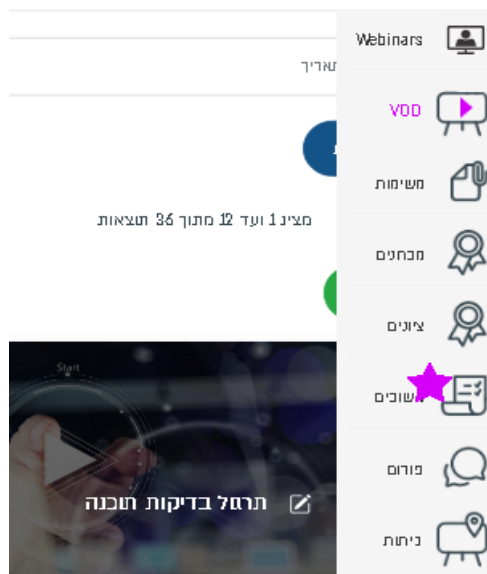 Webinars
VOD
תאריך
משימות
מציג 1 ועד 12 מתוך 36 תוצאות
מבחנים
ציונים
Start
משובים
פורום
תרגול בדיקות תוכנה
ניתוח